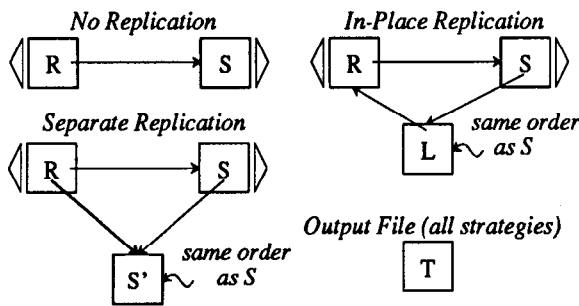 No Replication
R
S
In-Place Replication
R
S
L
same order
as S
Separate Replication
R
S
S'
same order
as S
Output File (all strategies)
T